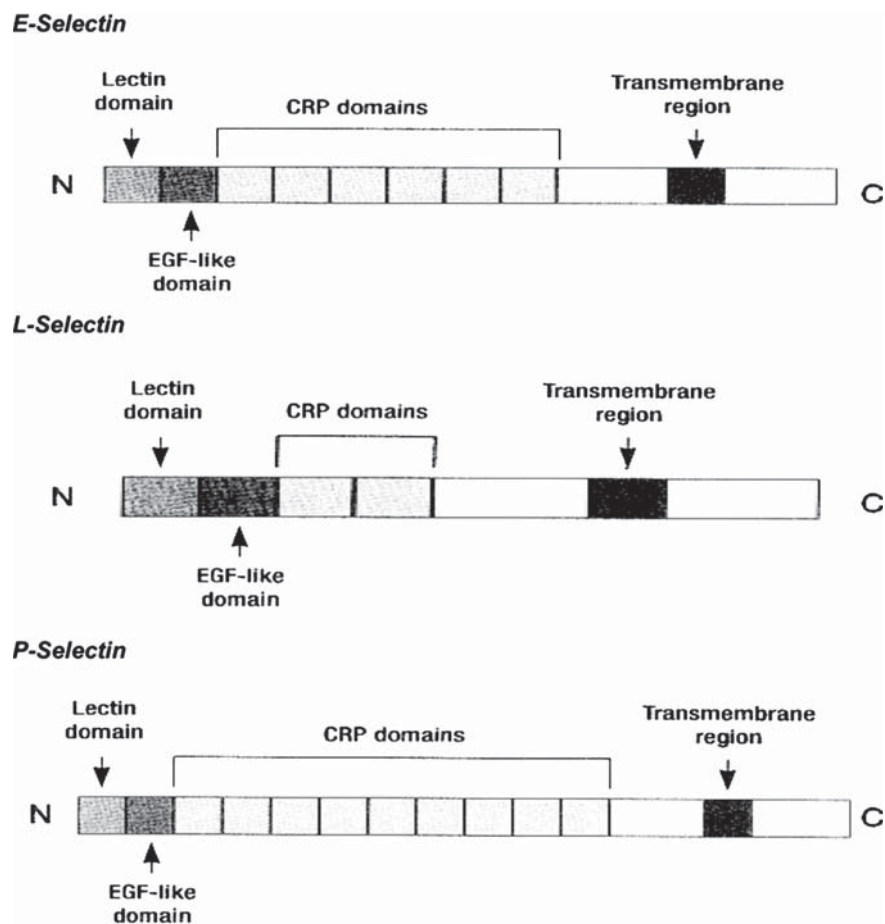 E-Selectin
Lectin
domain
CRP domains
Transmembrane
region
N
C
EGF-like
domain
L-Selectin
Lectin
domain
CRP domains
Transmembrane
region
N
C
EGF-like
domain
P-Selectin
Lectin
domain
CRP domains
Transmembrane
region
N
C
EGF-like
domain